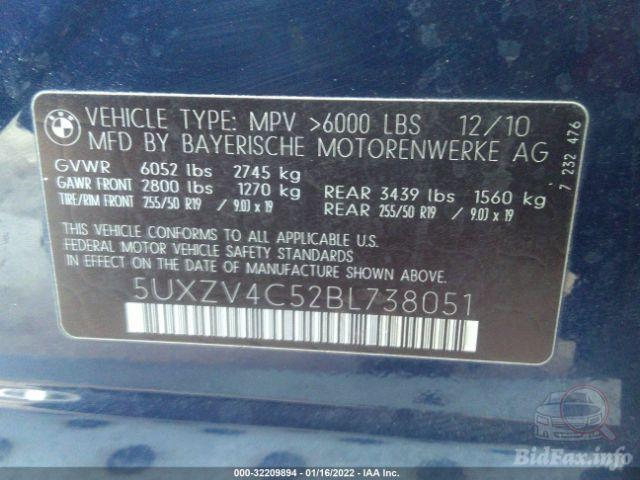 BMW
VEHICLE TYPE: MPV >6000 LBS 12/10
MFD BY BAYERISCHE MOTORENWERKE AG
GVWR 6052 lbs 2745 kg
GAWR FRONT 2800 lbs 1270 kg REAR 3439 lbs 1560 kg
TIRE/RIM FRONT 255/50 R19 / 9.0J x 19 REAR 255/50 R19 / 9.0J x 19
THIS VEHICLE CONFORMS TO ALL APPLICABLE U.S.
FEDERAL MOTOR VEHICLE SAFETY STANDARDS
IN EFFECT ON THE DATE OF MANUFACTURE SHOWN ABOVE.
5UXZV4C52BL738051
7 232 476
BidFax.info
000-32209894 - 01/16/2022 - IAA Inc.